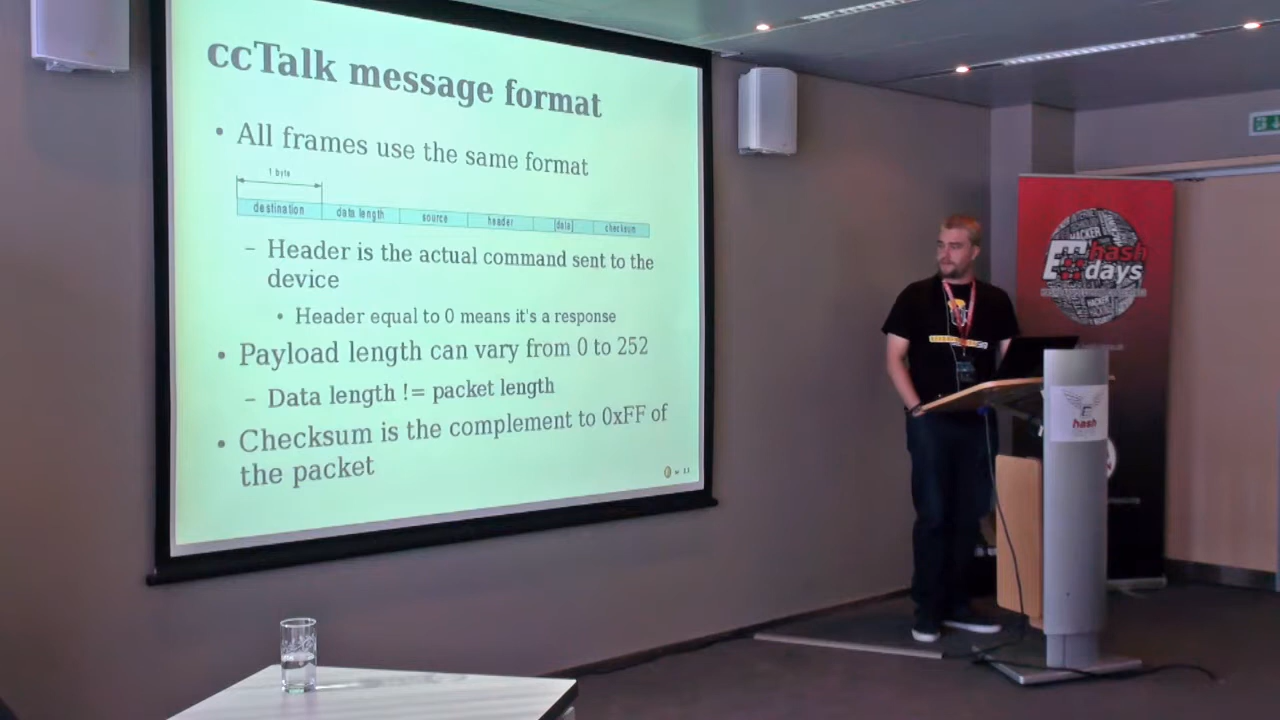 ccTalk message format
• All frames use the same format
1 byte
destination data length source header [data] checksum
– Header is the actual command sent to the
device
• Header equal to 0 means it's a response
• Payload length can vary from 0 to 252
– Data length != packet length
• Checksum is the complement to 0xFF of
the packet
HACKER
hash
days
hash